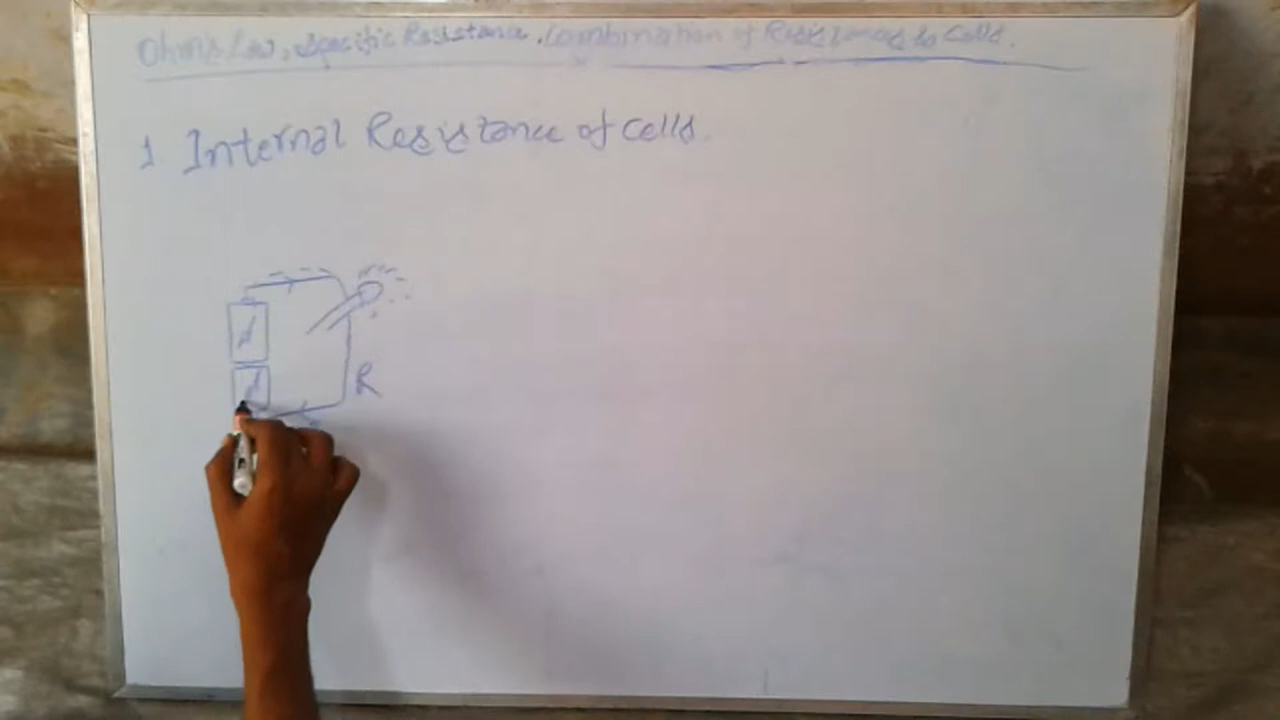 Ohm's Law, Specific Resistance, Combination of Resistances & Cells.
1 Internal Resistance of Cells.
R